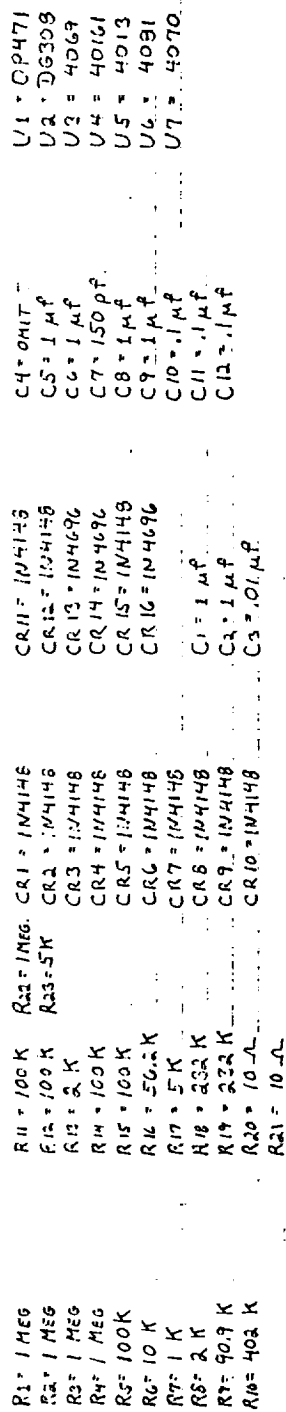 R1 = 1 MEG
R2 = 1 MEG
R3 = 1 MEG
R4 = 1 MEG
R5 = 100K
R6 = 10 K
R7 = 1 K
R8 = 2 K
R9 = 90.9 K
R10 = 402 K
R11 = 100K
R12 = 100K
R13 = 2 K
R14 = 100K
R15 = 100K
R16 = 56.2 K
R17 = 5 K
R18 = 232 K
R19 = 232 K
R20 = 10 Ω
R21 = 10 Ω
R22 = 1 MEG.
R23 = 5K
CR1 = 1N4148
CR2 = 1N4148
CR3 = 1N4148
CR4 = 1N4148
CR5 = 1N4148
CR6 = 1N4148
CR7 = 1N4148
CR8 = 1N4148
CR9 = 1N4148
CR10 = 1N4148
CR11 = 1N4148
CR12 = 1N4148
CR13 = 1N4696
CR14 = 1N4696
CR15 = 1N4148
CR16 = 1N4696
C1 = 1 μf
C2 = 1 μf
C3 = .01 μf
C4 = OMIT
C5 = 1 μf
C6 = 1 μf
C7 = 150 pf
C8 = 1 μf
C9 = 1 μf
C10 = .1 μf
C11 = .1 μf
C12 = .1 μf
U1 = OP471
U2 = DG303
U3 = 4069
U4 = 40161
U5 = 4013
U6 = 4081
U7 = 4070